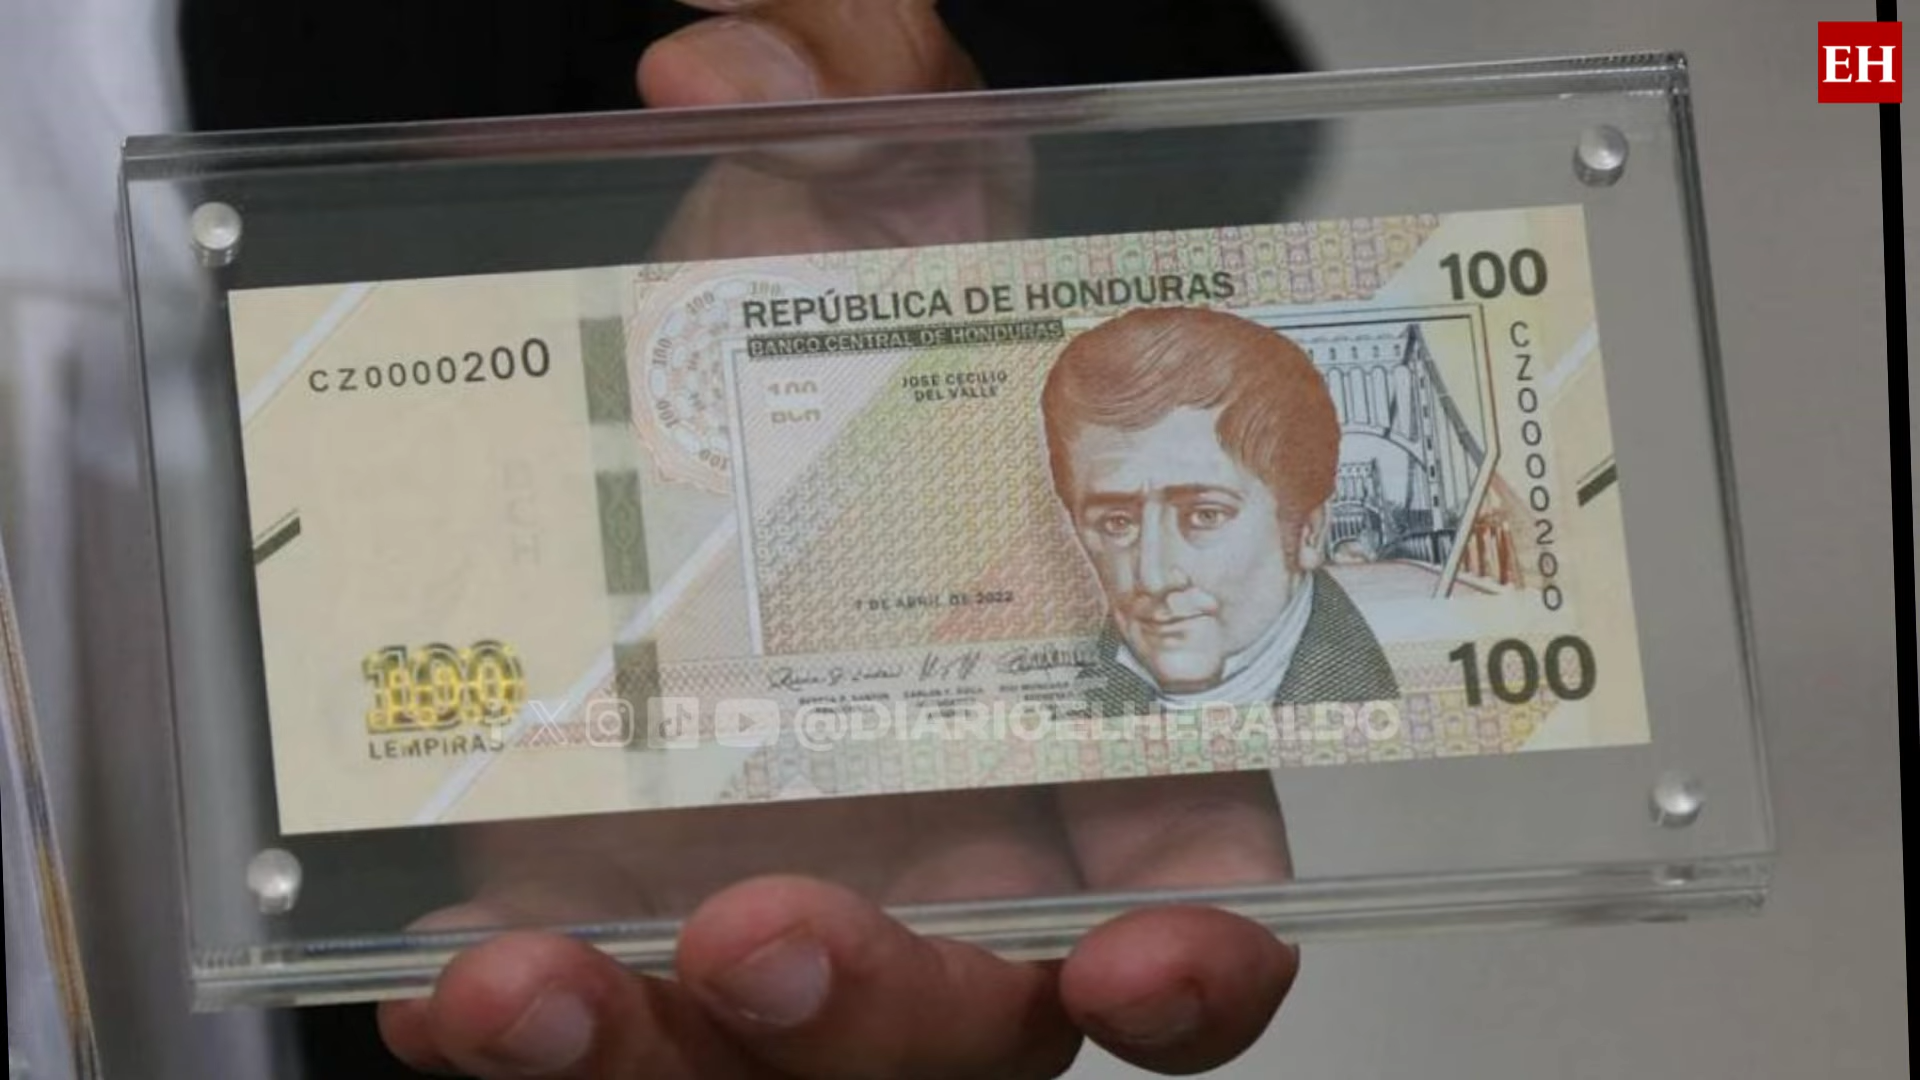 EH
REPÚBLICA DE HONDURAS
BANCO CENTRAL DE HONDURAS
100
CZ0000200
JOSÉ CECILIO
DEL VALLE
100
CZ0000200
7 DE ABRIL DE 2022
100
LEMPIRAS
100
@DIARIOELHERALDO